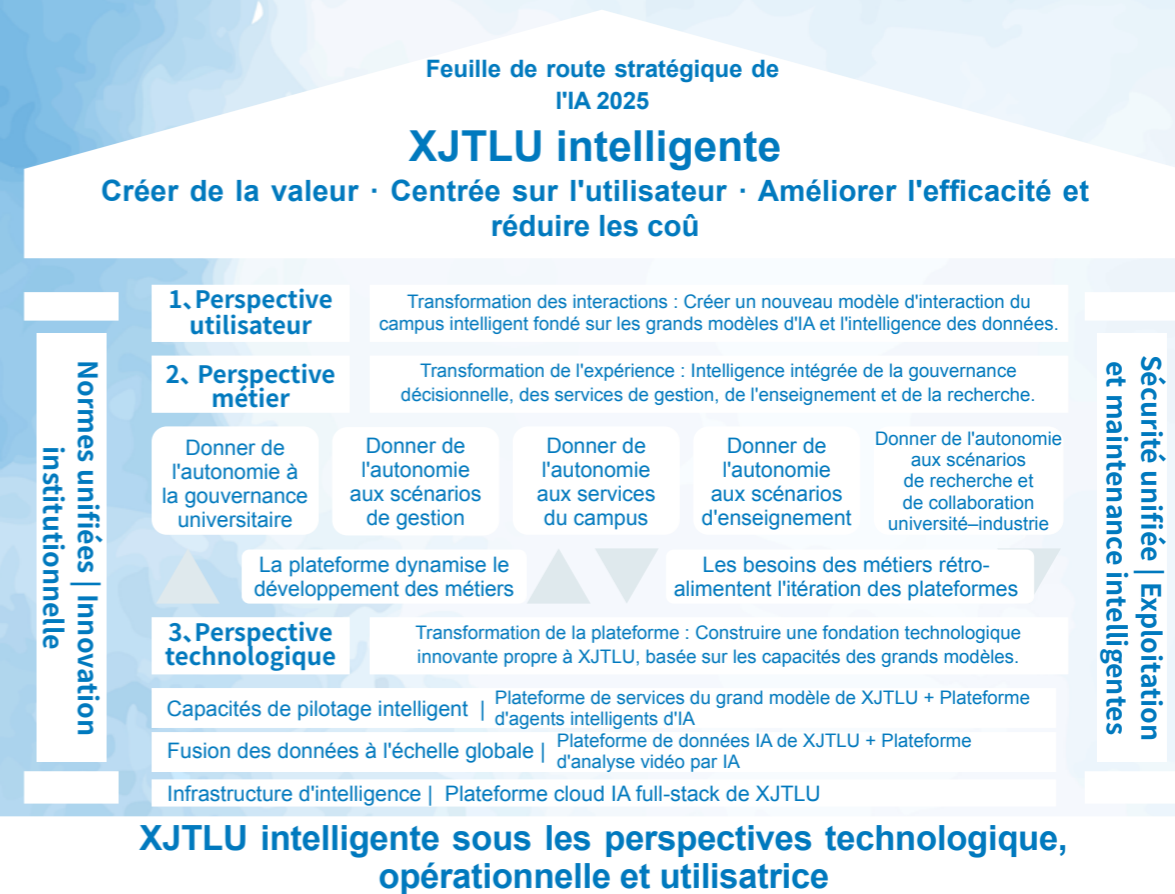 Feuille de route stratégique de
l'IA 2025
XJTLU intelligente
Créer de la valeur · Centrée sur l'utilisateur · Améliorer l'efficacité et
réduire les coû
1、Perspective
utilisateur
Transformation des interactions : Créer un nouveau modèle d'interaction du
campus intelligent fondé sur les grands modèles d'IA et l'intelligence des données.
2、Perspective
métier
Transformation de l'expérience : Intelligence intégrée de la gouvernance
décisionnelle, des services de gestion, de l'enseignement et de la recherche.
Donner de
l'autonomie à
la gouvernance
universitaire
Donner de
l'autonomie
aux scénarios
de gestion
Donner de
l'autonomie
aux services
du campus
Donner de
l'autonomie
aux scénarios
d'enseignement
Donner de l'autonomie
aux scénarios
de recherche et
de collaboration
université–industrie
La plateforme dynamise le
développement des métiers
Les besoins des métiers rétro-
alimentent l'itération des plateformes
3、Perspective
technologique
Transformation de la plateforme : Construire une fondation technologique
innovante propre à XJTLU, basée sur les capacités des grands modèles.
Capacités de pilotage intelligent |
Plateforme de services du grand modèle de XJTLU + Plateforme
d'agents intelligents d'IA
Fusion des données à l'échelle globale |
Plateforme de données IA de XJTLU + Plateforme
d'analyse vidéo par IA
Infrastructure d'intelligence | Plateforme cloud IA full-stack de XJTLU
Normes unifiées | Innovation
institutionnelle
Sécurité unifiée | Exploitation
et maintenance intelligentes
XJTLU intelligente sous les perspectives technologique,
opérationnelle et utilisatrice